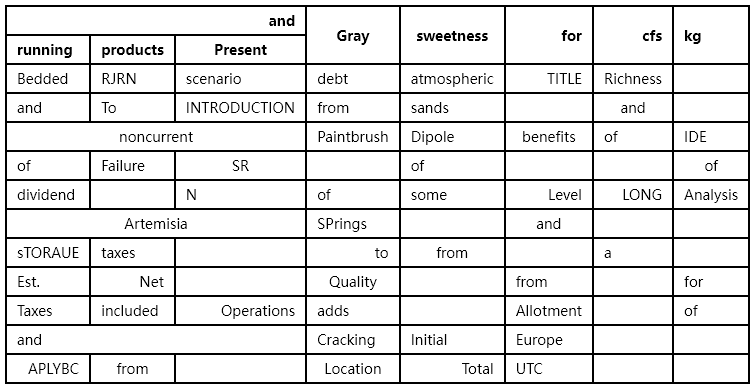 and Gray sweetness for cfs kg
running products Present
Bedded RJRN scenario debt atmospheric TITLE Richness
and To INTRODUCTION from sands and
noncurrent Paintbrush Dipole benefits of IDE
of Failure SR of of
dividend N of some Level LONG Analysis
Artemisia SPrings and
sTORAUE taxes to from a
Est. Net Quality from for
Taxes included Operations adds Allotment of
and Cracking Initial Europe
APLYBC from Location Total UTC